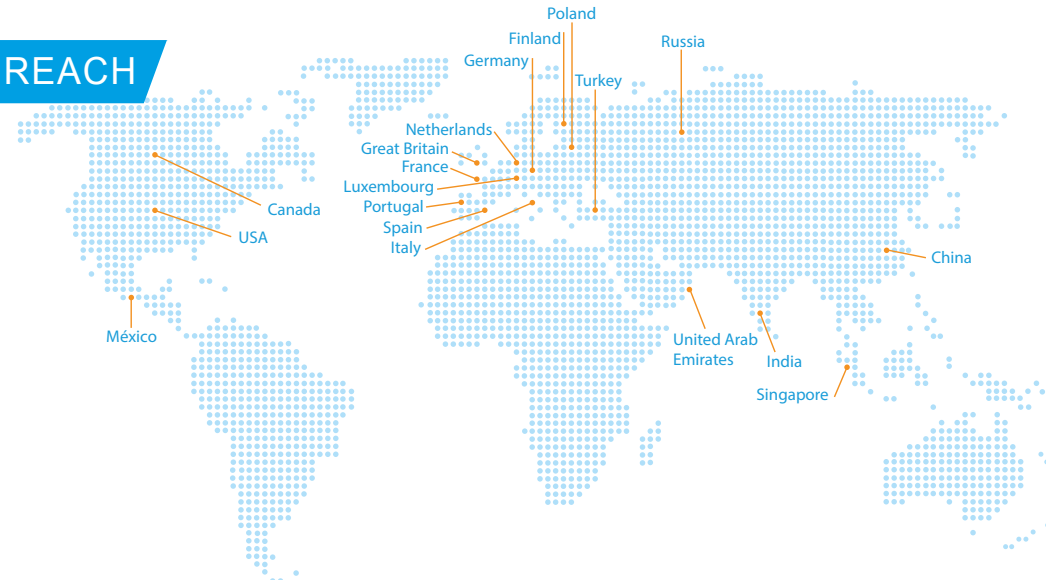 REACH
Poland
Finland
Russia
Germany
Turkey
Netherlands
Great Britain
France
Luxembourg
Portugal
Spain
Italy
Canada
USA
China
México
United Arab
Emirates
India
Singapore